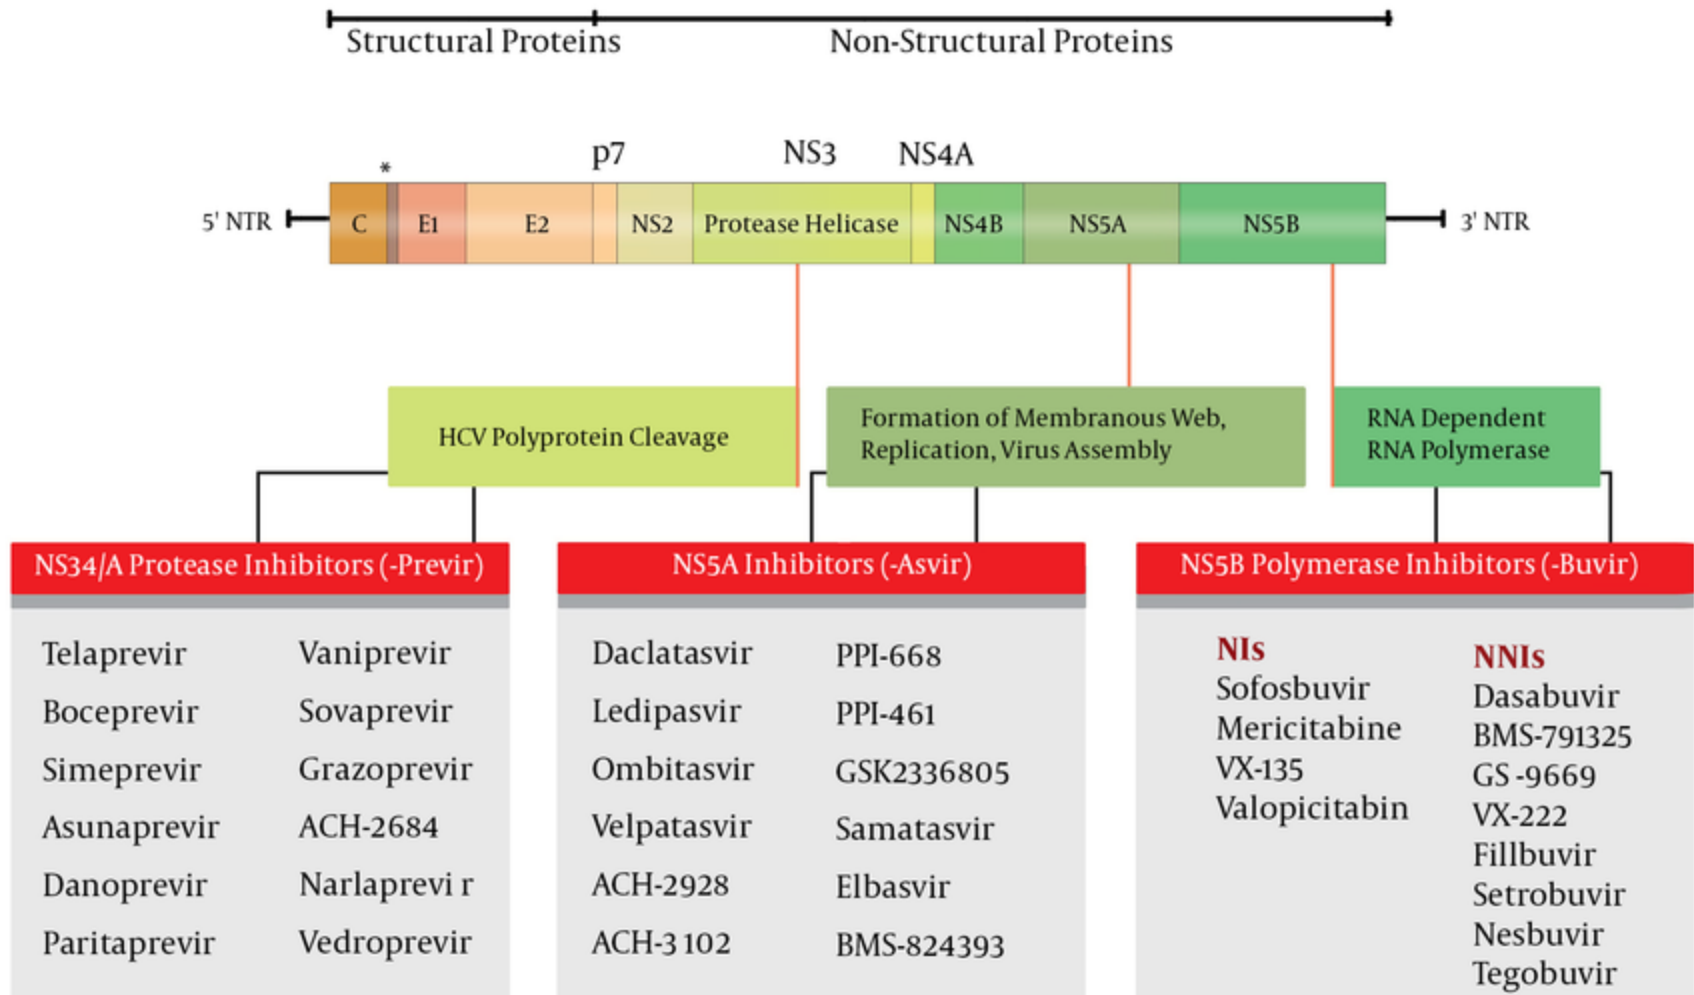 Structural Proteins
Non-Structural Proteins
*
p7
NS3
NS4A
5' NTR
C
E1
E2
NS2
Protease Helicase
NS4B
NS5A
NS5B
3' NTR
HCV Polyprotein Cleavage
Formation of Membranous Web,
Replication, Virus Assembly
RNA Dependent
RNA Polymerase
NS34/A Protease Inhibitors (-Previr)
Telaprevir
Boceprevir
Simeprevir
Asunaprevir
Danoprevir
Paritaprevir
Vaniprevir
Sovaprevir
Grazoprevir
ACH-2684
Narlaprevi r
Vedroprevir
NS5A Inhibitors (-Asvir)
Daclatasvir
Ledipasvir
Ombitasvir
Velpatasvir
ACH-2928
ACH-3 102
PPI-668
PPI-461
GSK2336805
Samatasvir
Elbasvir
BMS-824393
NS5B Polymerase Inhibitors (-Buvir)
NIs
Sofosbuvir
Mericitabine
VX-135
Valopicitabin
NNIs
Dasabuvir
BMS-791325
GS -9669
VX-222
Fillbuvir
Setrobuvir
Nesbuvir
Tegobuvir